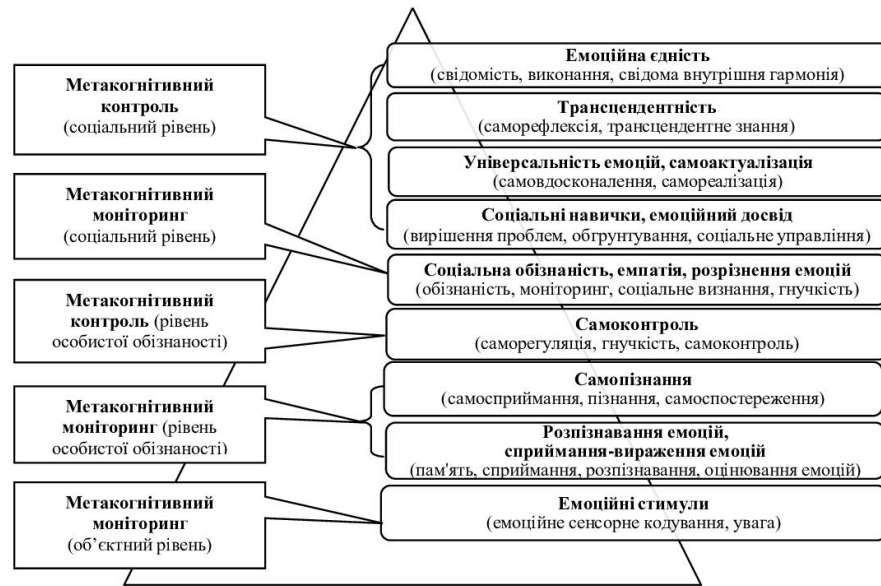 Метакогнітивний
контроль
(соціальний рівень)
Метакогнітивний
моніторинг
(соціальний рівень)
Метакогнітивний
контроль (рівень
особистої обізнаності)
Метакогнітивний
моніторинг (рівень
особистої обізнаності)
Метакогнітивний
моніторинг
(об’єктний рівень)
Емоційна єдність
(свідомість, виконання, свідома внутрішня гармонія)
Трансцендентність
(саморефлексія, трансцендентне знання)
Універсальність емоцій, самоактуалізація
(самовдосконалення, самореалізація)
Соціальні навички, емоційний досвід
(вирішення проблем, обгрунтування, соціальне управління)
Соціальна обізнаність, емпатія, розрізнення емоцій
(обізнаність, моніторинг, соціальне визнання, гнучкість)
Самоконтроль
(саморегуляція, гнучкість, самоконтроль)
Самопізнання
(самосприймання, пізнання, самоспостереження)
Розпізнавання емоцій,
сприймання-вираження емоцій
(пам'ять, сприймання, розпізнавання, оцінювання емоцій)
Емоційні стимули
(емоційне сенсорне кодування, увага)